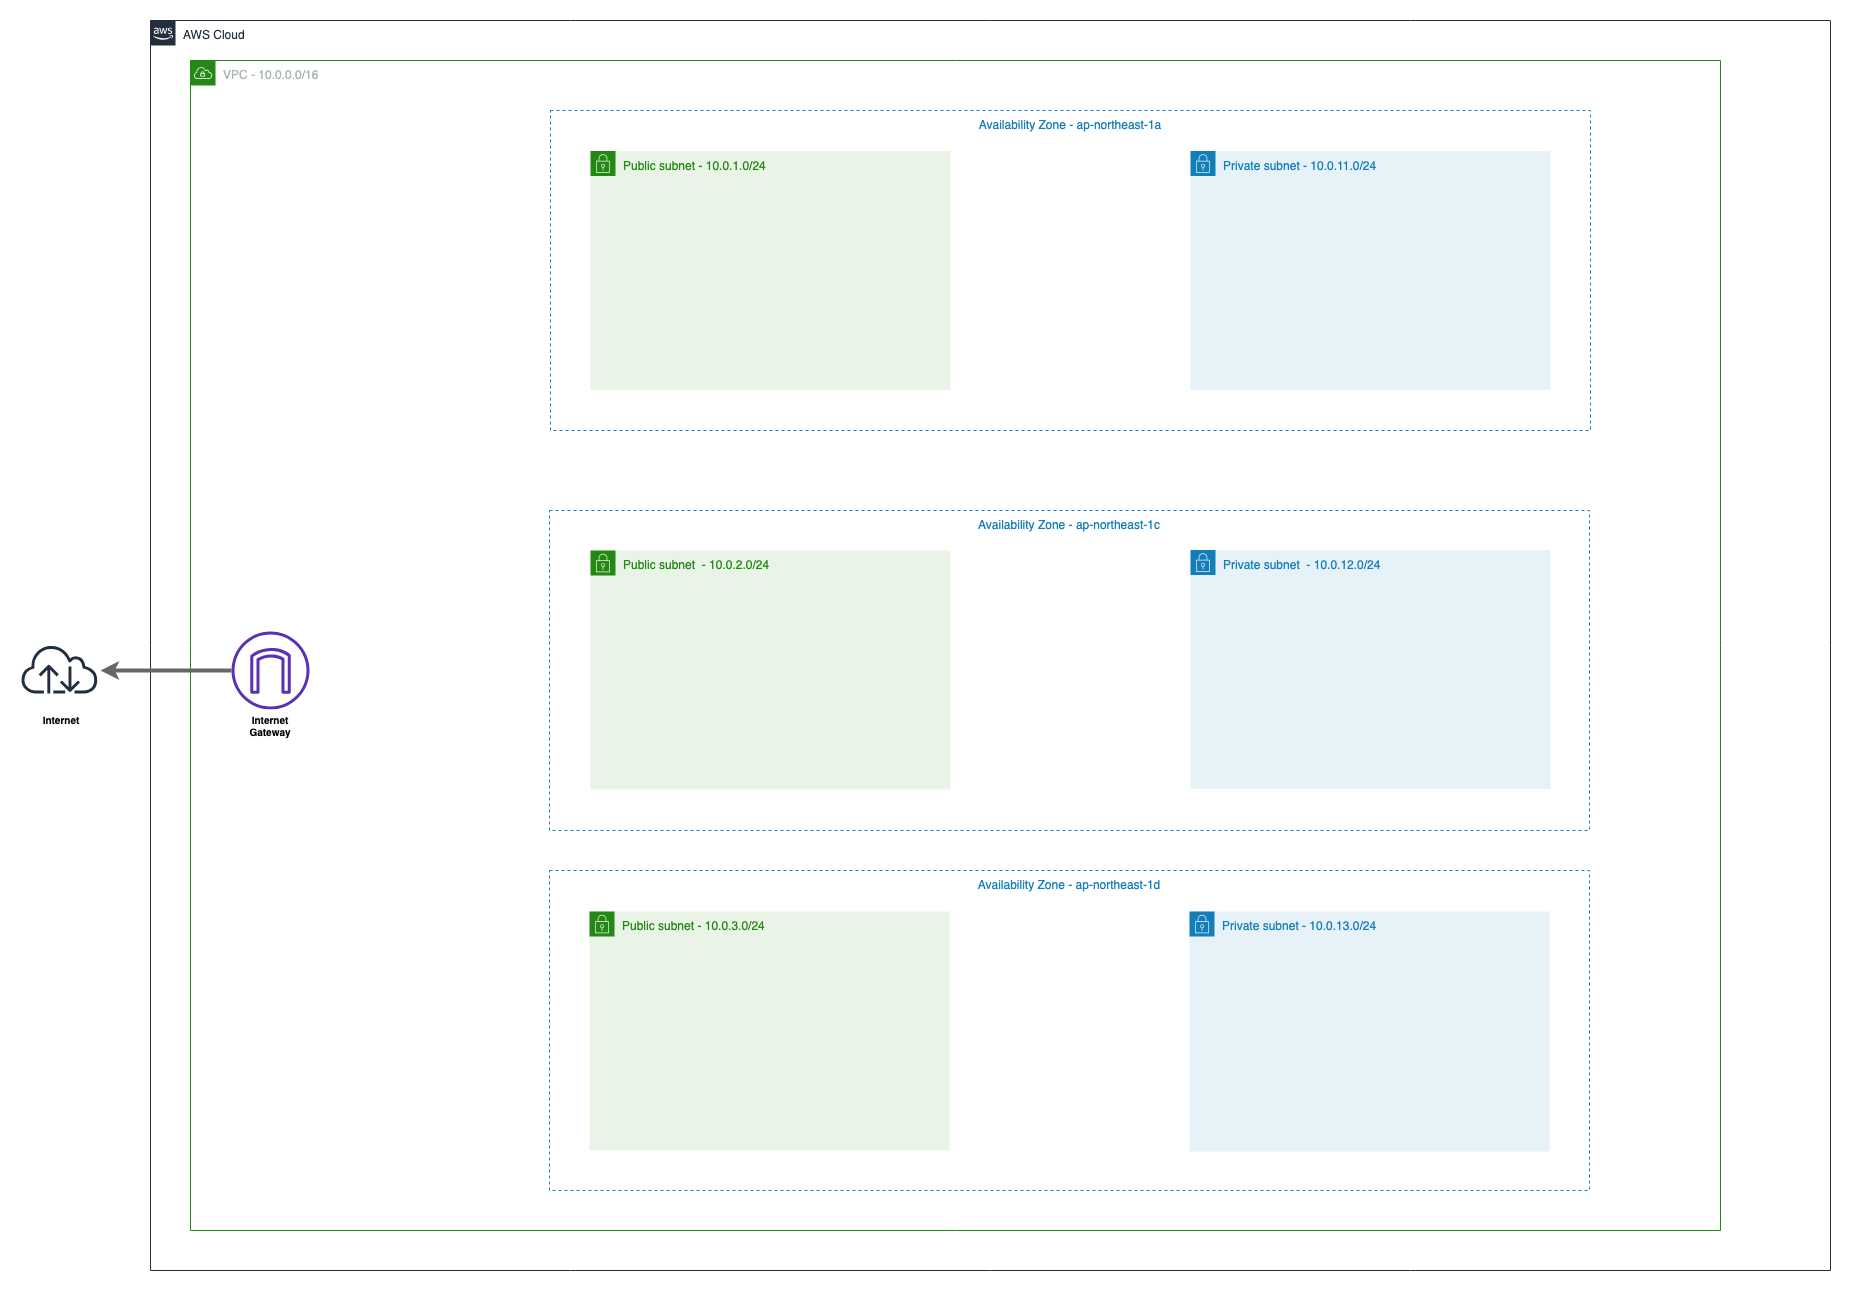 aws
AWS Cloud
VPC - 10.0.0.0/16
Availability Zone - ap-northeast-1a
Public subnet - 10.0.1.0/24
Private subnet - 10.0.11.0/24
Availability Zone - ap-northeast-1c
Public subnet  - 10.0.2.0/24
Private subnet  - 10.0.12.0/24
Internet
Internet
Gateway
Availability Zone - ap-northeast-1d
Public subnet - 10.0.3.0/24
Private subnet - 10.0.13.0/24